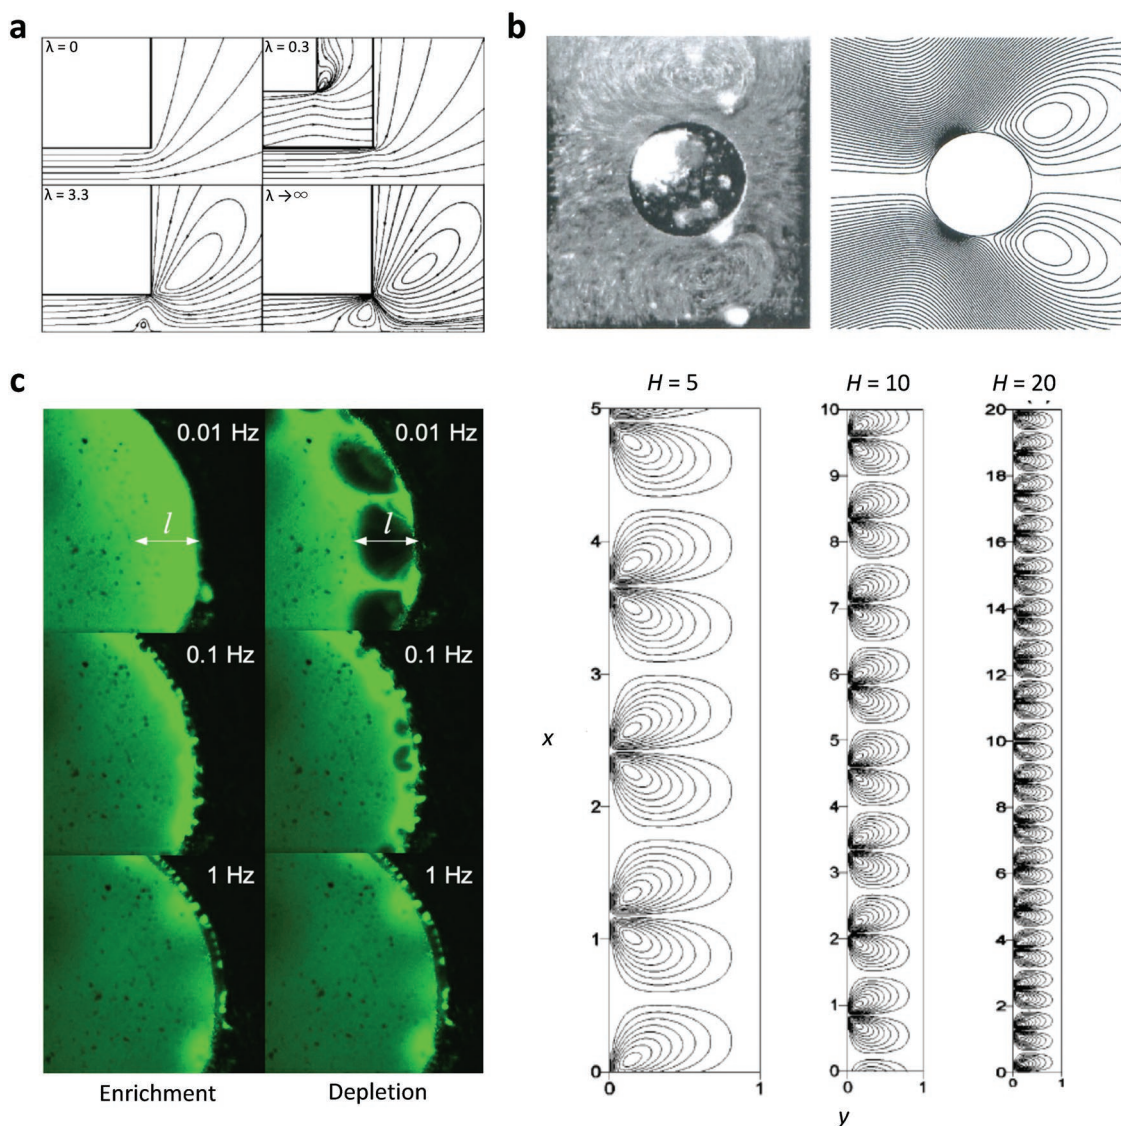 a
b
λ = 0
λ = 0.3
λ = 3.3
λ → ∞
c
0.01 Hz
0.01 Hz
l
l
0.1 Hz
0.1 Hz
1 Hz
1 Hz
Enrichment
Depletion
H = 5
H = 10
H = 20
x
5
4
3
2
1
0
0
1
10
9
8
7
6
5
4
3
2
1
0
0
1
20
18
16
14
12
10
8
6
4
2
0
0
1
y